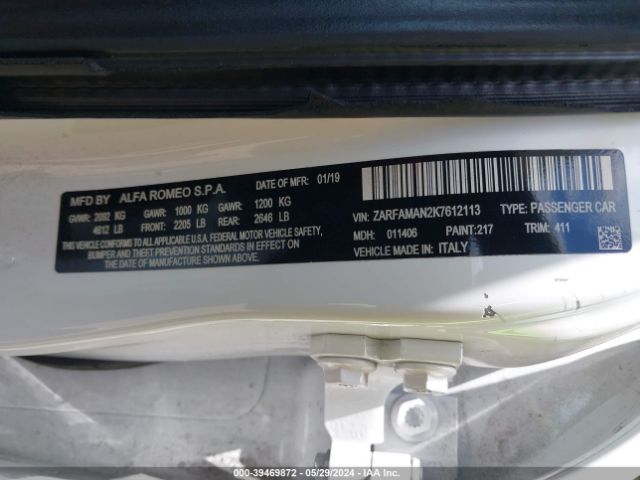 MFD BY ALFA ROMEO S.P.A. DATE OF MFR: 01/19
GVWR: 2092 KG GAWR: 1000 KG GAWR: 1200 KG
4612 LB FRONT: 2205 LB REAR: 2646 LB
THIS VEHICLE CONFORMS TO ALL APPLICABLE U.S.A. FEDERAL MOTOR VEHICLE SAFETY,
BUMPER AND THEFT PREVENTION STANDARDS IN EFFECT ON
THE DATE OF MANUFACTURE SHOWN ABOVE.
VIN: ZARFAMAN2K7612113 TYPE: PASSENGER CAR
MDH: 011406 PAINT: 217 TRIM: 411
VEHICLE MADE IN: ITALY
000-39469872 - 05/29/2024 - IAA Inc.